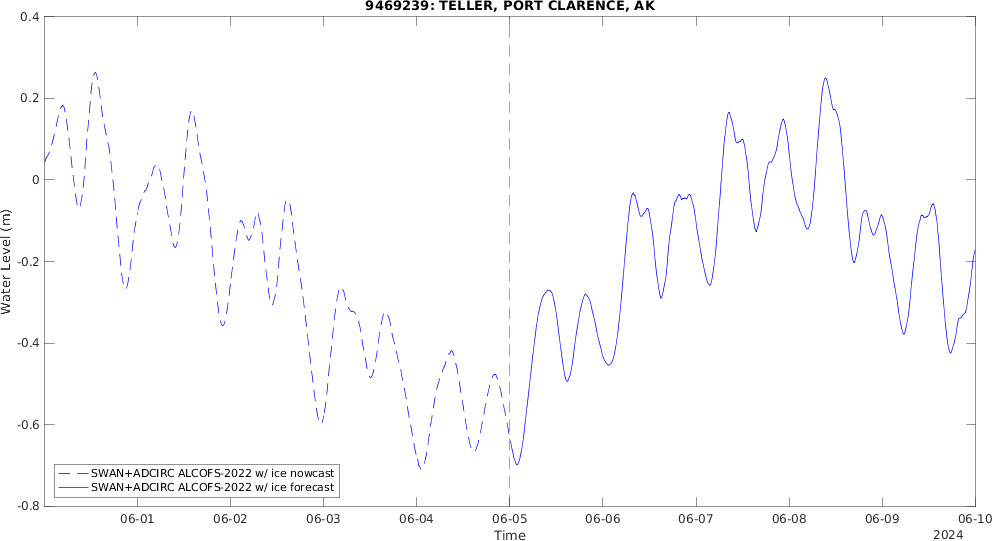 9469239: TELLER, PORT CLARENCE, AK
0.4
0.2
0
-0.2
-0.4
-0.6
-0.8
Water Level (m)
SWAN+ADCIRC ALCOFS-2022 w/ ice nowcast
SWAN+ADCIRC ALCOFS-2022 w/ ice forecast
06-01 06-02 06-03 06-04 06-05 06-06 06-07 06-08 06-09 06-10
Time
2024